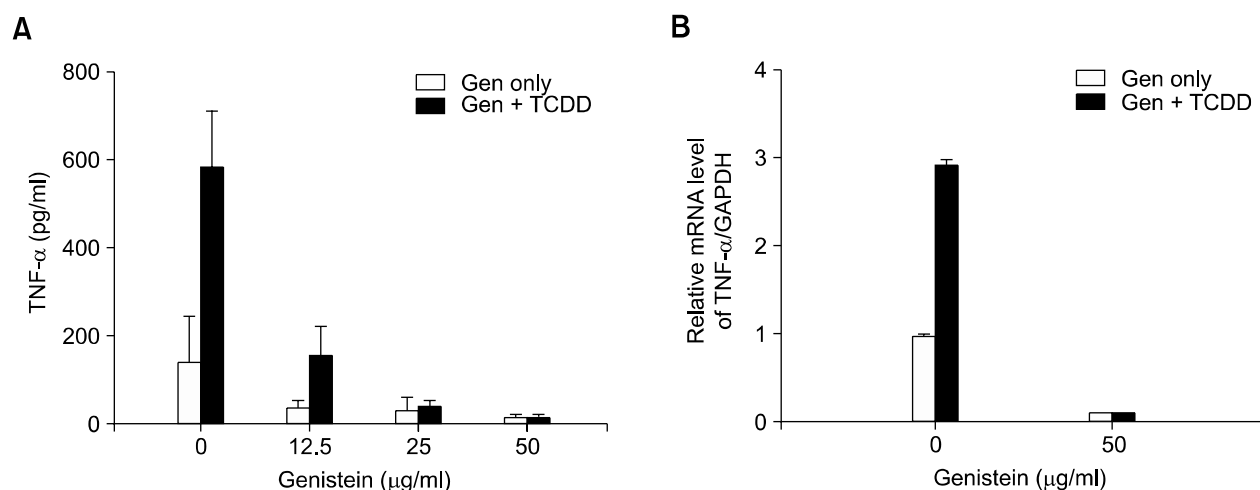 A
800
600
400
200
0
TNF-α (pg/ml)
Gen only
Gen + TCDD
0 12.5 25 50
Genistein (μg/ml)
B
4
3
2
1
0
Relative mRNA level
of TNF-α/GAPDH
Gen only
Gen + TCDD
0 50
Genistein (μg/ml)